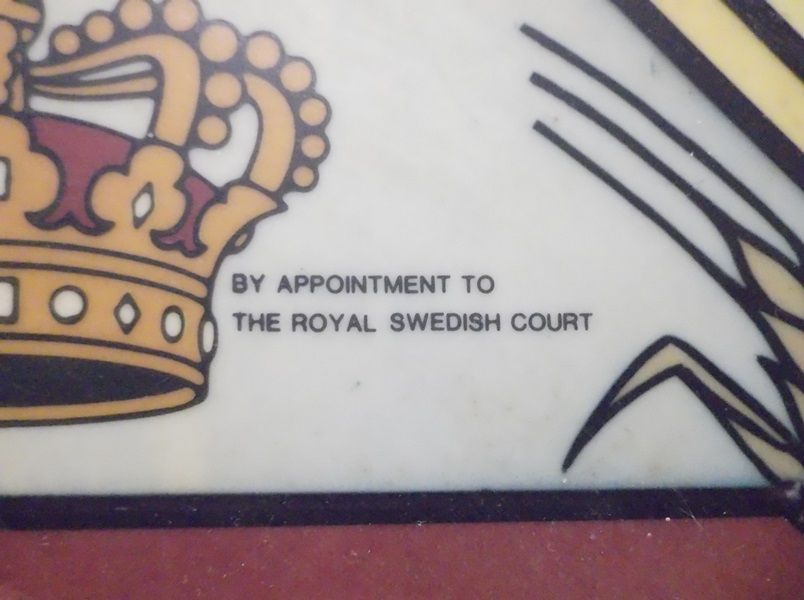 BY APPOINTMENT TO
THE ROYAL SWEDISH COURT